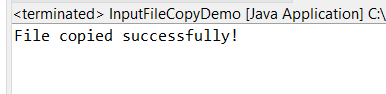 <terminated> InputFileCopyDemo [Java Application] C:\
File copied successfully!